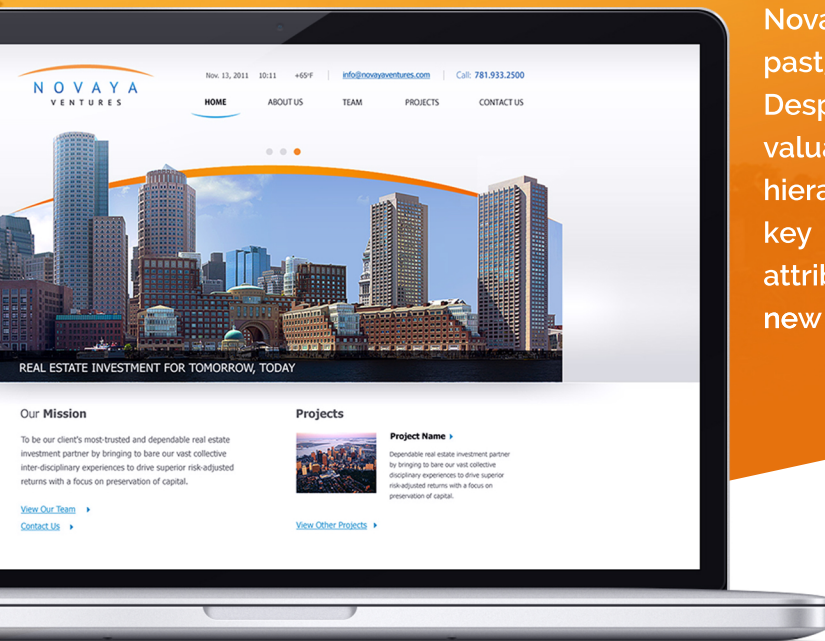 NOVAYA
VENTURES
Nov. 13, 2011 10:11 +65°F info@novayaventures.com Call: 781.933.2500
HOME ABOUT US TEAM PROJECTS CONTACT US
REAL ESTATE INVESTMENT FOR TOMORROW, TODAY
Our Mission
To be our client's most-trusted and dependable real estate
investment partner by bringing to bare our vast collective
inter-disciplinary experiences to drive superior risk-adjusted
returns with a focus on preservation of capital.
View Our Team
Contact Us
Projects
Project Name
Dependable real estate investment partner
by bringing to bare our vast collective
disciplinary experiences to drive superior
risk-adjusted returns with a focus on
preservation of capital.
View Other Projects
Nova
past
Desp
valua
hiera
key
attrib
new